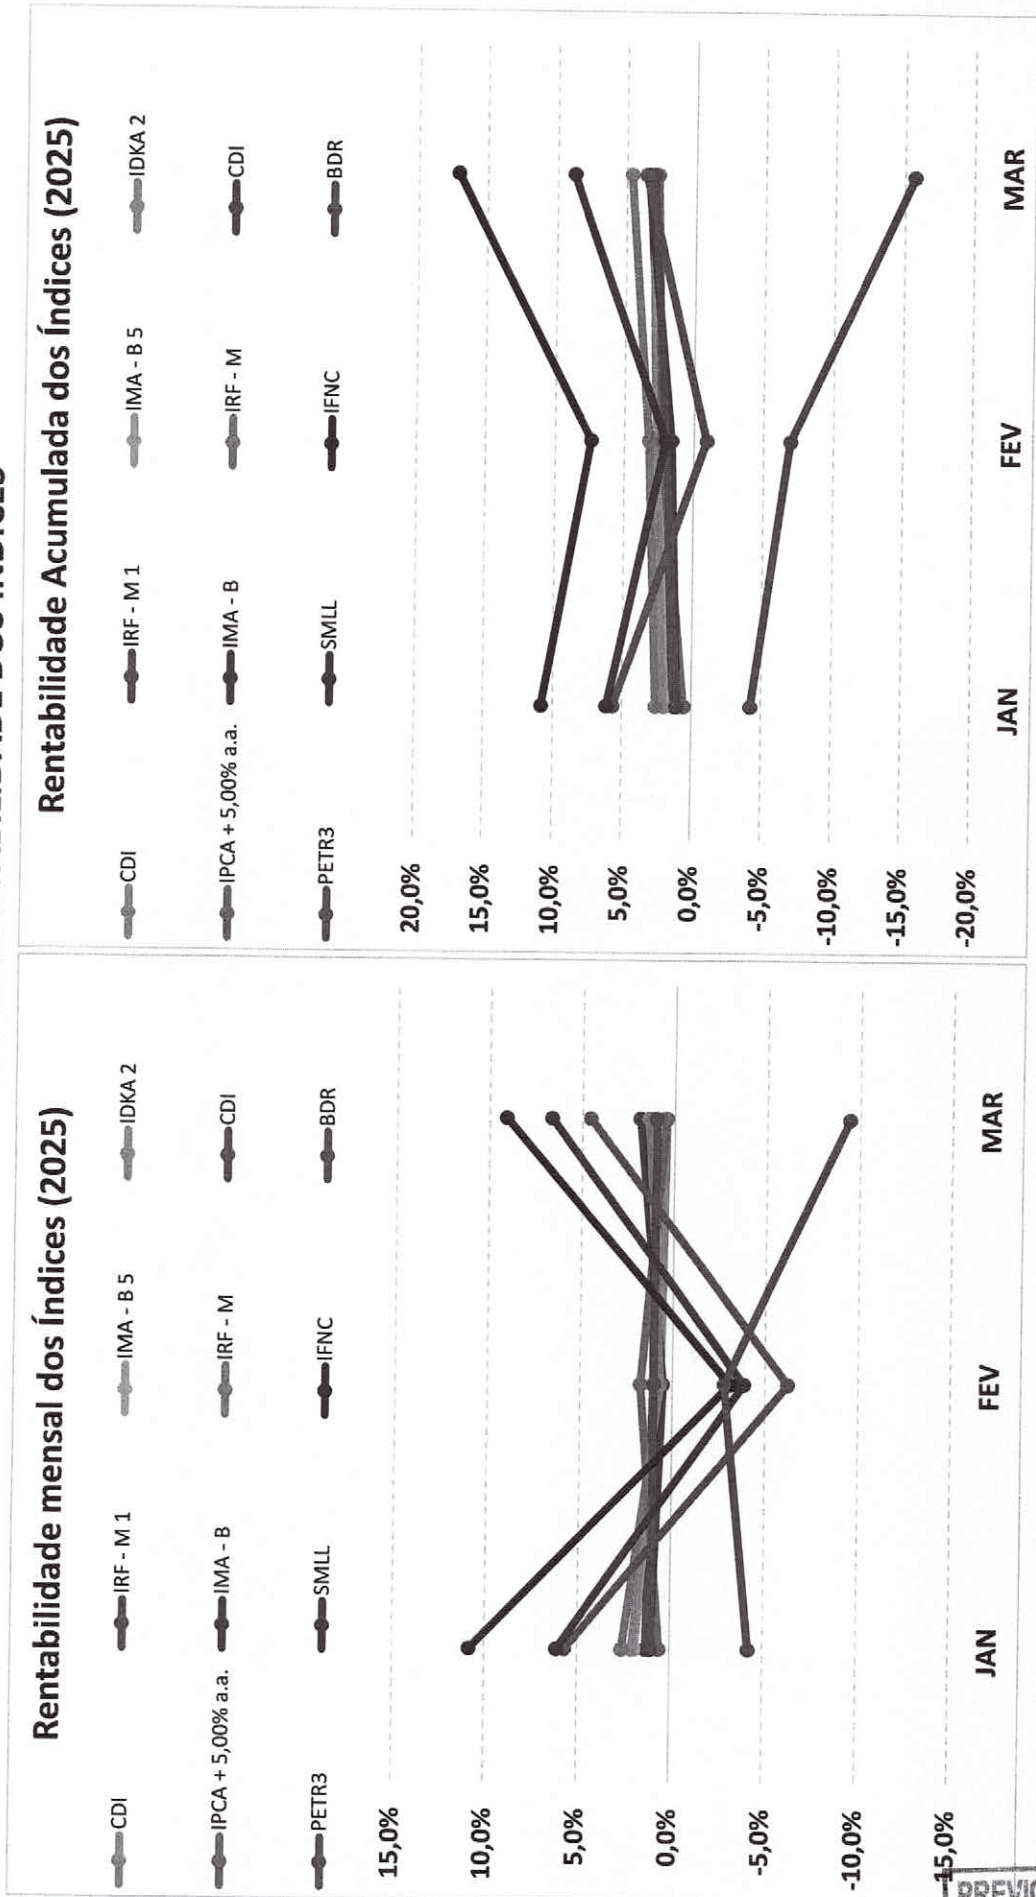 Rentabilidade mensal dos Índices (2025)
CDI
IRF - M 1
IMA - B 5
IDKA 2
IPCA + 5,00% a.a.
IMA - B
IRF - M
CDI
PETR3
SMLL
IFNC
BDR
15,0%
10,0%
5,0%
0,0%
-5,0%
-10,0%
-15,0%
JAN
FEV
MAR
Rentabilidade Acumulada dos Índices (2025)
CDI
IRF - M 1
IMA - B 5
IDKA 2
IPCA + 5,00% a.a.
IMA - B
IRF - M
CDI
PETR3
SMLL
IFNC
BDR
20,0%
15,0%
10,0%
5,0%
0,0%
-5,0%
-10,0%
-15,0%
-20,0%
JAN
FEV
MAR